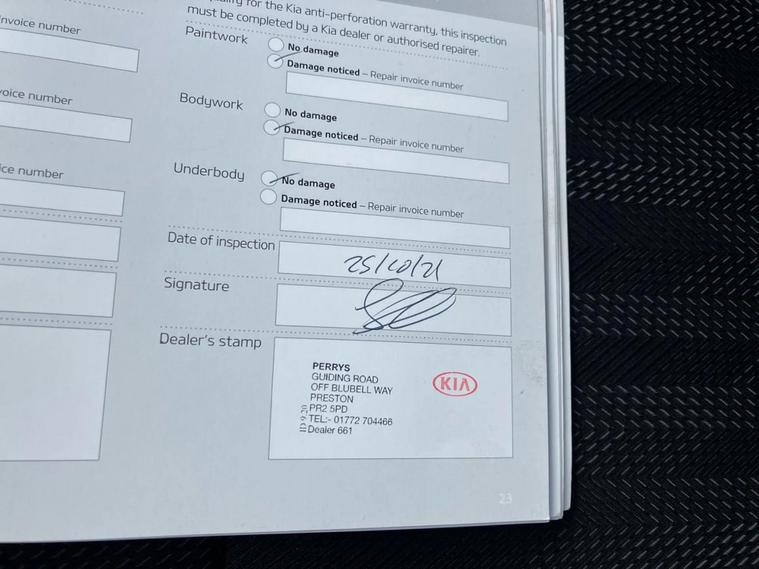 for the Kia anti-perforation warranty, this inspection
must be completed by a Kia dealer or authorised repairer.
nvoice number
Paintwork
No damage
Damage noticed – Repair invoice number
voice number
Bodywork
No damage
Damage noticed – Repair invoice number
ice number
Underbody
No damage
Damage noticed – Repair invoice number
Date of inspection
25/10/21
Signature
Dealer's stamp
PERRYS
GUIDING ROAD
OFF BLUBELL WAY
PRESTON
PR2 5PD
TEL:- 01772 704466
Dealer 661
KIA
23